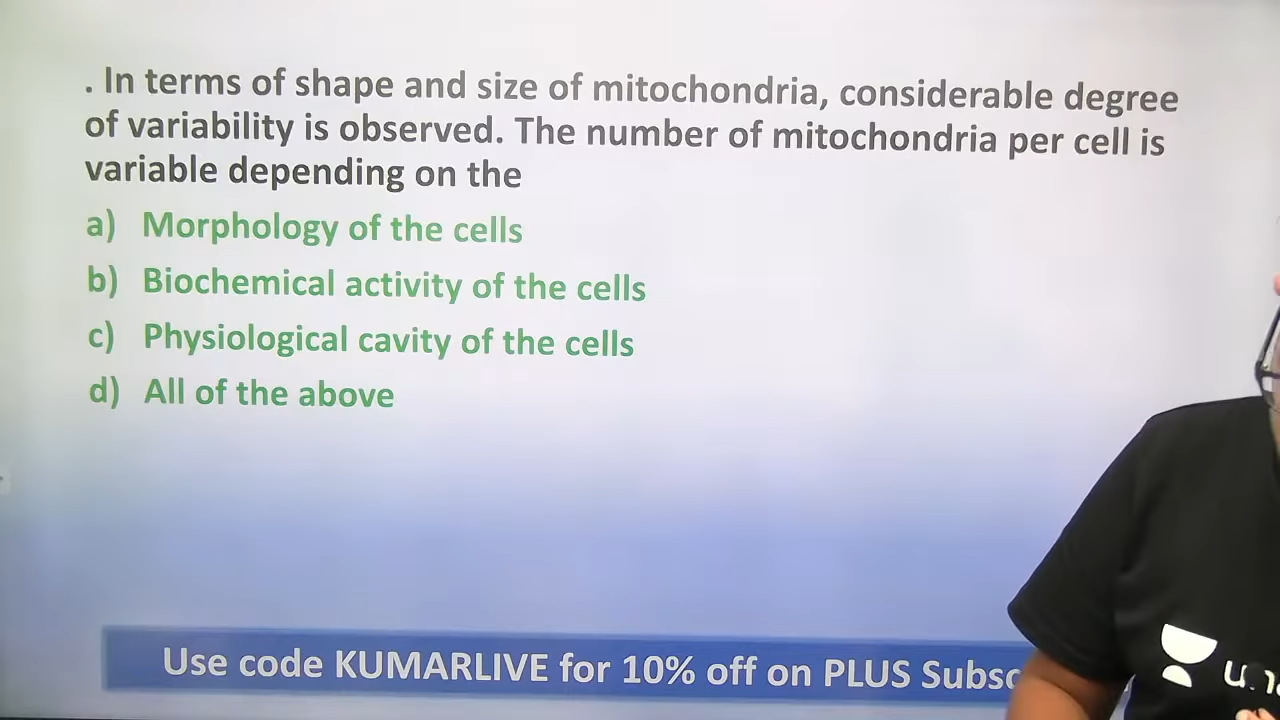 . In terms of shape and size of mitochondria, considerable degree
of variability is observed. The number of mitochondria per cell is
variable depending on the
a) Morphology of the cells
b) Biochemical activity of the cells
c) Physiological cavity of the cells
d) All of the above
Use code KUMARLIVE for 10% off on PLUS